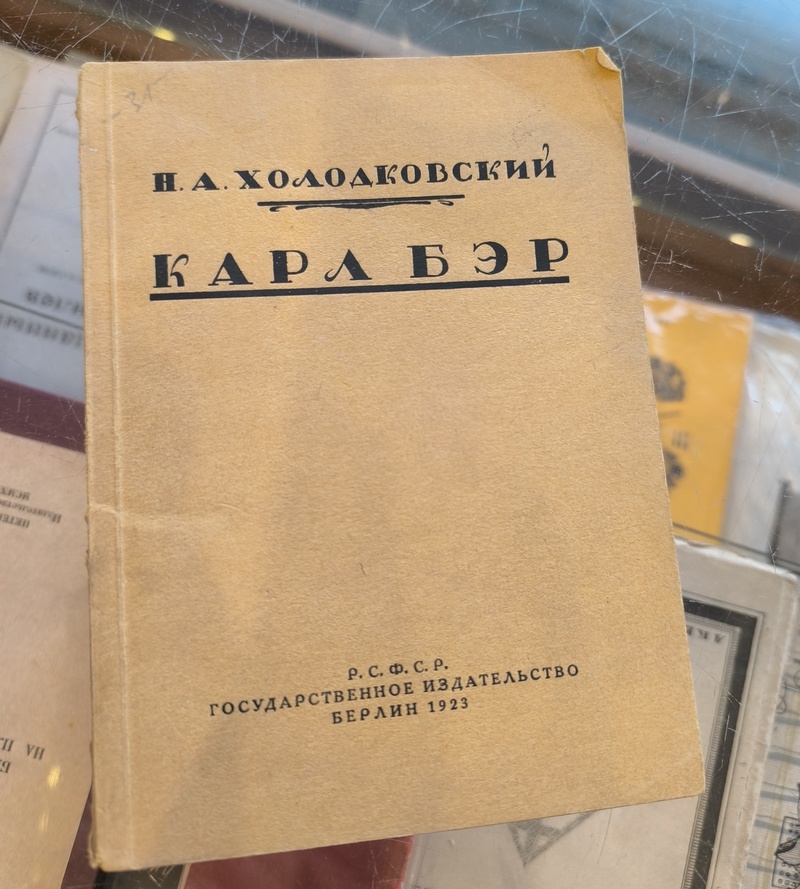 Н. А. ХОЛОДКОВСКИЙ
КАРЛ БЭР
Р. С. Ф. С. Р.
ГОСУДАРСТВЕННОЕ ИЗДАТЕЛЬСТВО
БЕРЛИН 1923